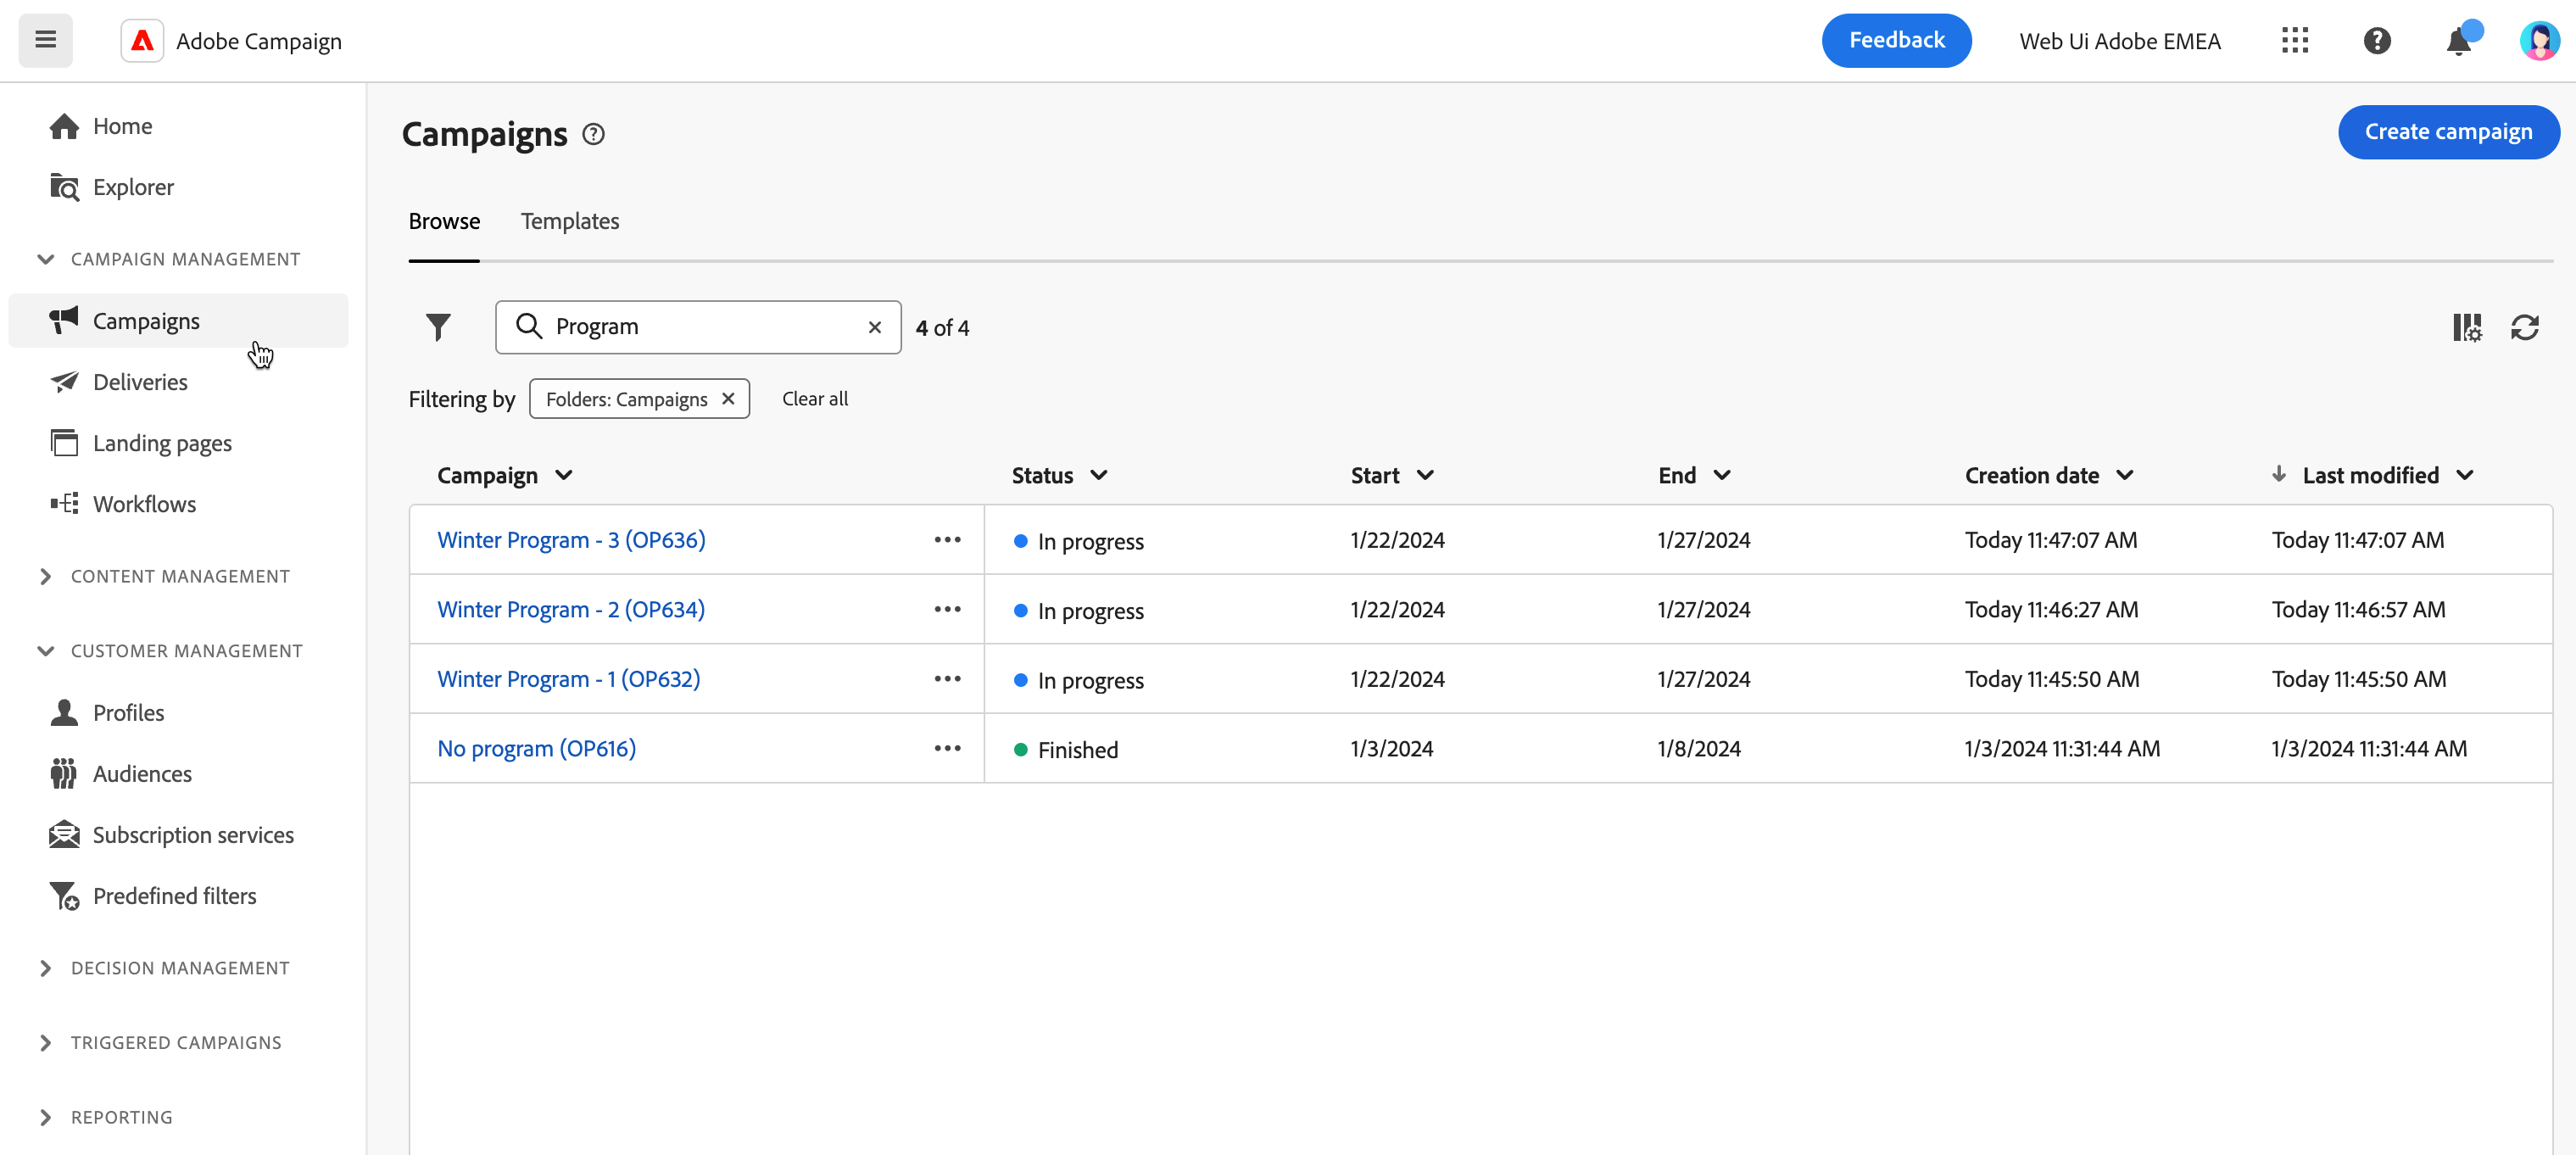 Adobe Campaign
Feedback
Web Ui Adobe EMEA
Home
Explorer
CAMPAIGN MANAGEMENT
Campaigns
Deliveries
Landing pages
Workflows
CONTENT MANAGEMENT
CUSTOMER MANAGEMENT
Profiles
Audiences
Subscription services
Predefined filters
DECISION MANAGEMENT
TRIGGERED CAMPAIGNS
REPORTING
Campaigns
Create campaign
Browse Templates
Program 4 of 4
Filtering by Folders: Campaigns Clear all
Campaign Status Start End Creation date Last modified
Winter Program - 3 (OP636) In progress 1/22/2024 1/27/2024 Today 11:47:07 AM Today 11:47:07 AM
Winter Program - 2 (OP634) In progress 1/22/2024 1/27/2024 Today 11:46:27 AM Today 11:46:57 AM
Winter Program - 1 (OP632) In progress 1/22/2024 1/27/2024 Today 11:45:50 AM Today 11:45:50 AM
No program (OP616) Finished 1/3/2024 1/8/2024 1/3/2024 11:31:44 AM 1/3/2024 11:31:44 AM